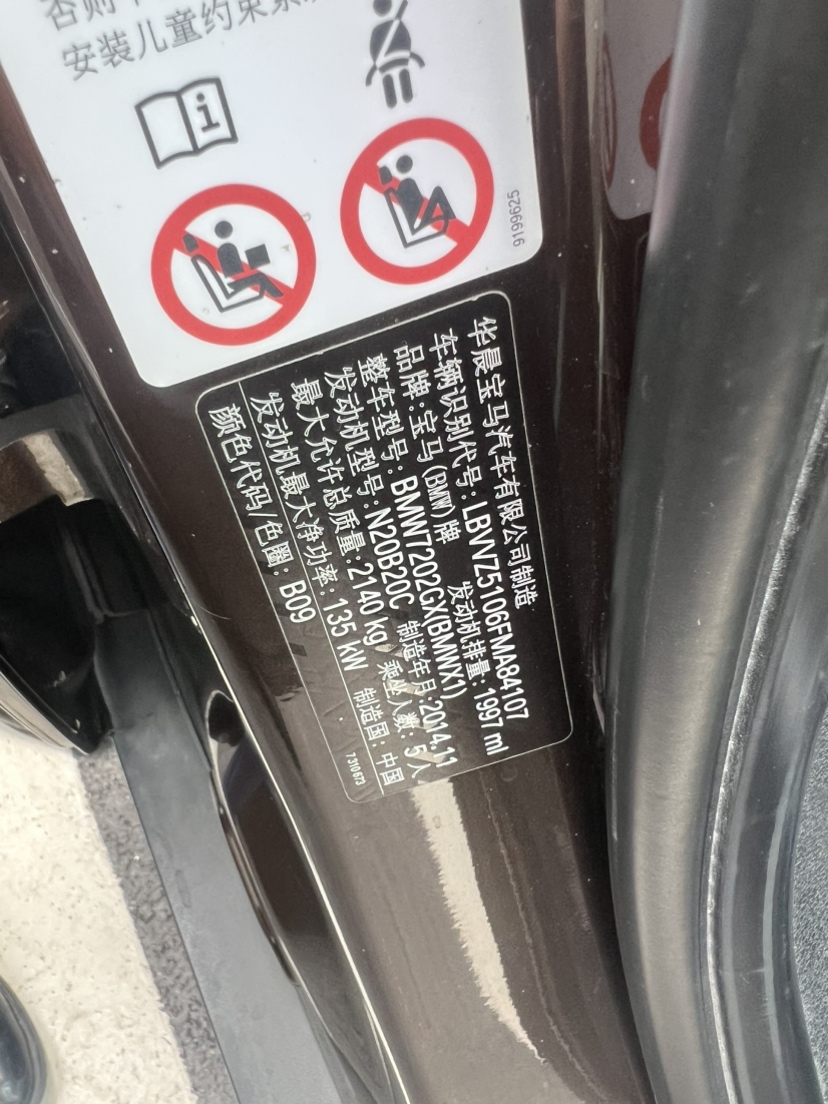 否则
安装儿童约束系
9199625
华晨宝马汽车有限公司制造
车辆识别代号: LBVVZ5106FMA84107
品牌:宝马(BMW)牌 发动机排量: 1997 ml
整车型号: BMW7202GX(BMWX1)
发动机型号: N20B20C 制造年月:2014.11
最大允许总质量:2140 kg 乘坐人数: 5人
发动机最大净功率: 135 kW 制造国: 中国
颜色代码/色圈: B09
7310673